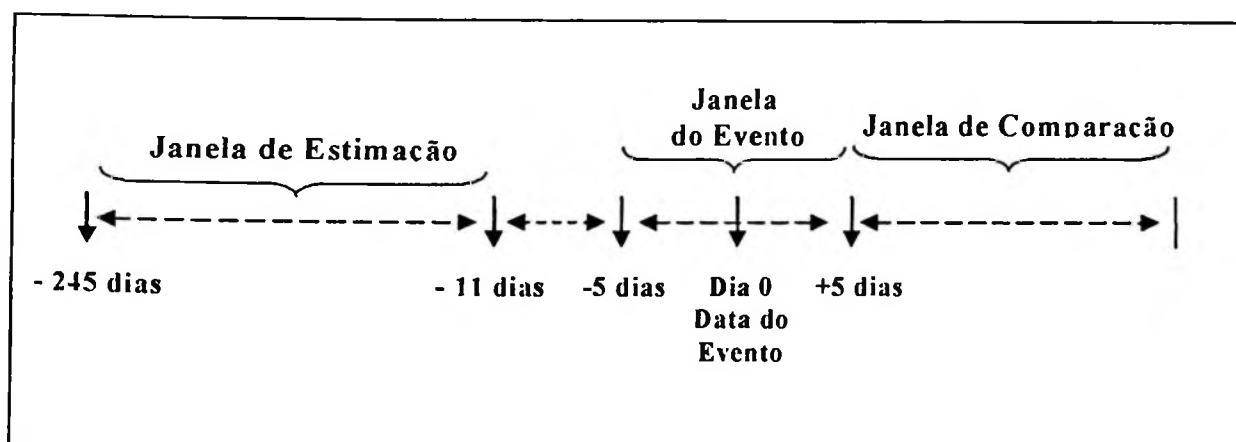 Janela
do Evento
Janela de Comparação
Janela de Estimação
- 245 dias
- 11 dias
-5 dias
Dia 0
Data do
Evento
+5 dias